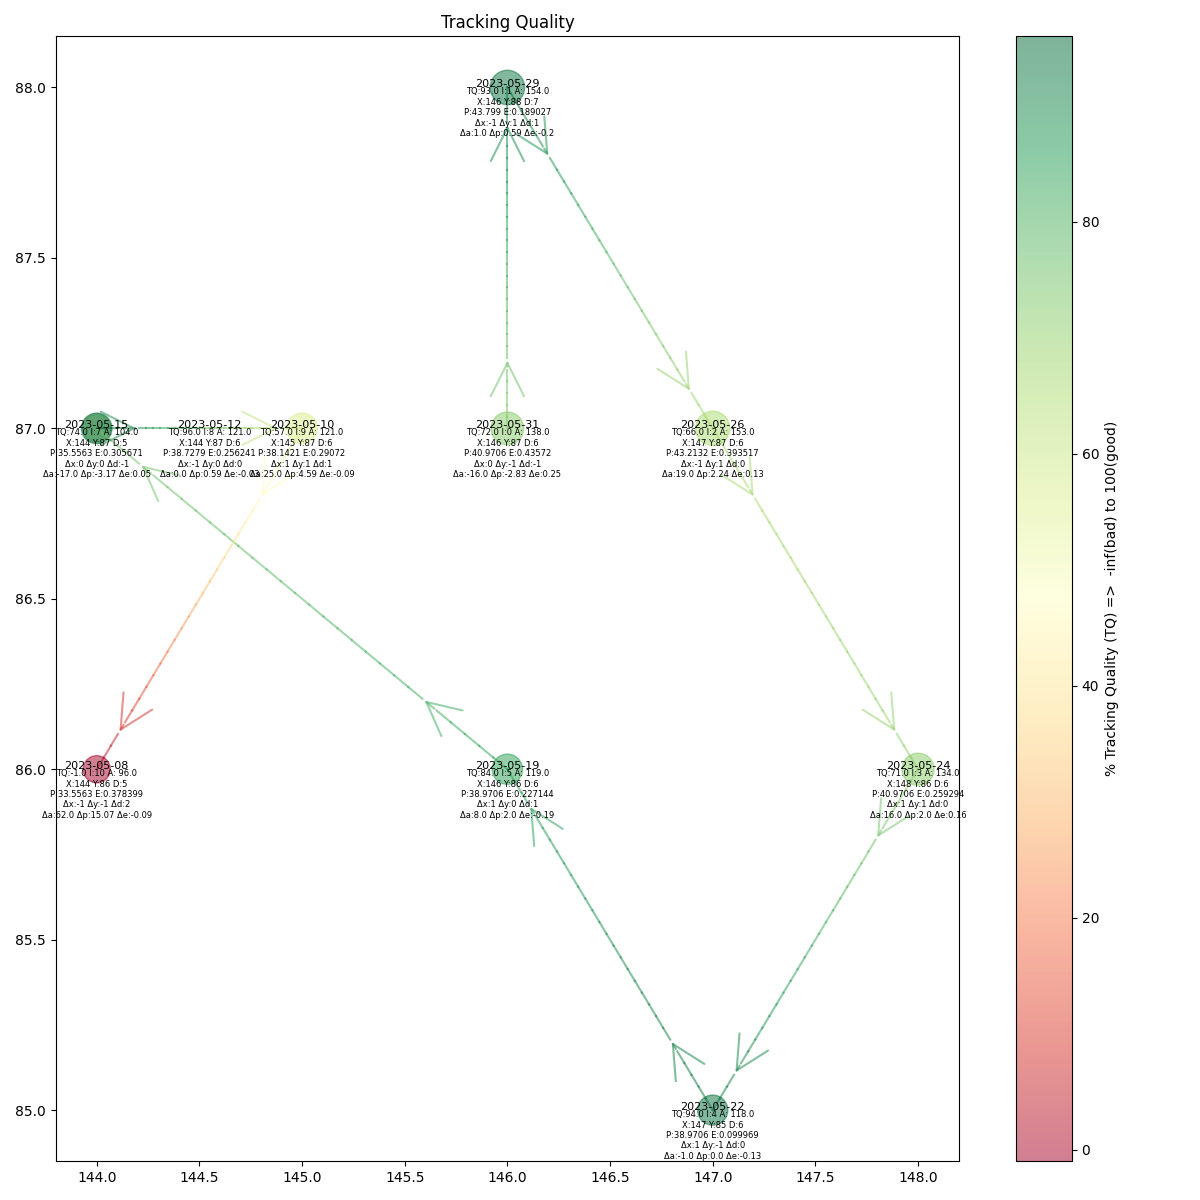 Tracking Quality
88.0
87.5
87.0
86.5
86.0
85.5
85.0
144.0
144.5
145.0
145.5
146.0
146.5
147.0
147.5
148.0
2023-05-29
TQ:93.0 I:1 A: 154.0
X:146 Y:88 D:7
P:43.799 E:0.189027
Δx:-1 Δy:1 Δd:1
Δa:1.0 Δp:0.59 Δe:-0.2
2023-05-15
TQ:74.0 I:7 A: 104.0
X:144 Y:87 D:5
P:35.5563 E:0.305671
Δx:0 Δy:0 Δd:-1
Δa:-17.0 Δp:-3.17 Δe:0.05
2023-05-12
TQ:96.0 I:8 A: 121.0
X:144 Y:87 D:6
P:38.7279 E:0.256241
Δx:-1 Δy:0 Δd:0
Δa:0.0 Δp:0.59
2023-05-10
TQ:57.0 I:9 A: 121.0
X:145 Y:87 D:6
P:38.1421 E:0.29072
Δx:1 Δy:1 Δd:1
Δa:25.0 Δp:4.59 Δe:-0.09
2023-05-31
TQ:72.0 I:0 A: 138.0
X:146 Y:87 D:6
P:40.9706 E:0.43572
Δx:0 Δy:-1 Δd:-1
Δa:-16.0 Δp:-2.83 Δe:0.25
2023-05-26
TQ:66.0 I:2 A: 153.0
X:147 Y:87 D:6
P:43.2132 E:0.393517
Δx:-1 Δy:1 Δd:0
Δa:19.0 Δp:2.24 Δe:0.13
2023-05-08
TQ:-1.0 I:10 A: 96.0
X:144 Y:86 D:5
P:33.5563 E:0.378399
Δx:-1 Δy:-1 Δd:2
Δa:62.0 Δp:15.07 Δe:-0.09
2023-05-19
TQ:84.0 I:5 A: 119.0
X:146 Y:86 D:6
P:38.9706 E:0.227144
Δx:1 Δy:0 Δd:1
Δa:8.0 Δp:2.0 Δe:-0.19
2023-05-24
TQ:71.0 I:3 A: 134.0
X:148 Y:86 D:6
P:40.9706 E:0.259294
Δx:1 Δy:1 Δd:0
Δa:16.0 Δp:2.0 Δe:0.16
2023-05-22
TQ:94.0 I:4 A: 118.0
X:147 Y:85 D:6
P:38.9706 E:0.099969
Δx:1 Δy:-1 Δd:0
Δa:-1.0 Δp:0.0 Δe:-0.13
80
60
40
20
0
% Tracking Quality (TQ) => -inf(bad) to 100(good)